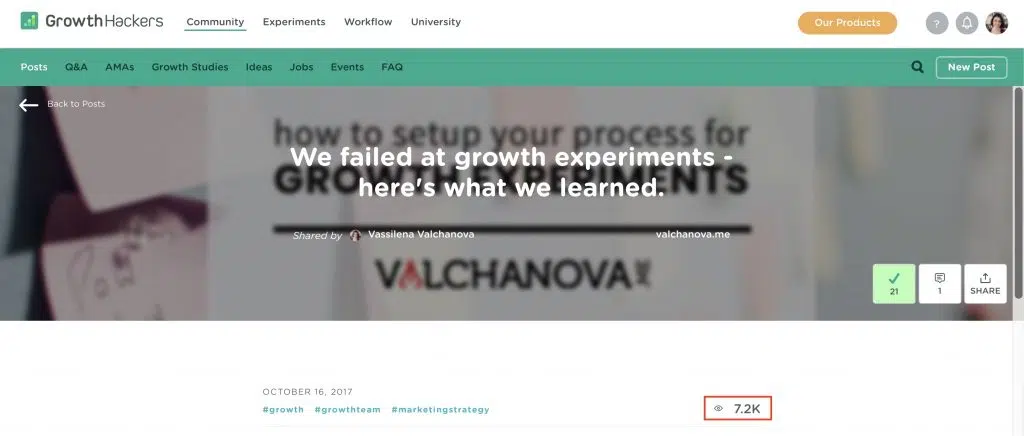 GrowthHackers
Community Experiments Workflow University
Our Products
?
Posts Q&A AMAs Growth Studies Ideas Jobs Events FAQ
New Post
Back to Posts
how to setup your process for
GROWTH EXPERIMENTS
We failed at growth experiments -
here's what we learned.
Shared by Vassilena Valchanova
valchanova.me
VALCHANOVA
21
1
SHARE
OCTOBER 16, 2017
#growth #growthteam #marketingstrategy
7.2K